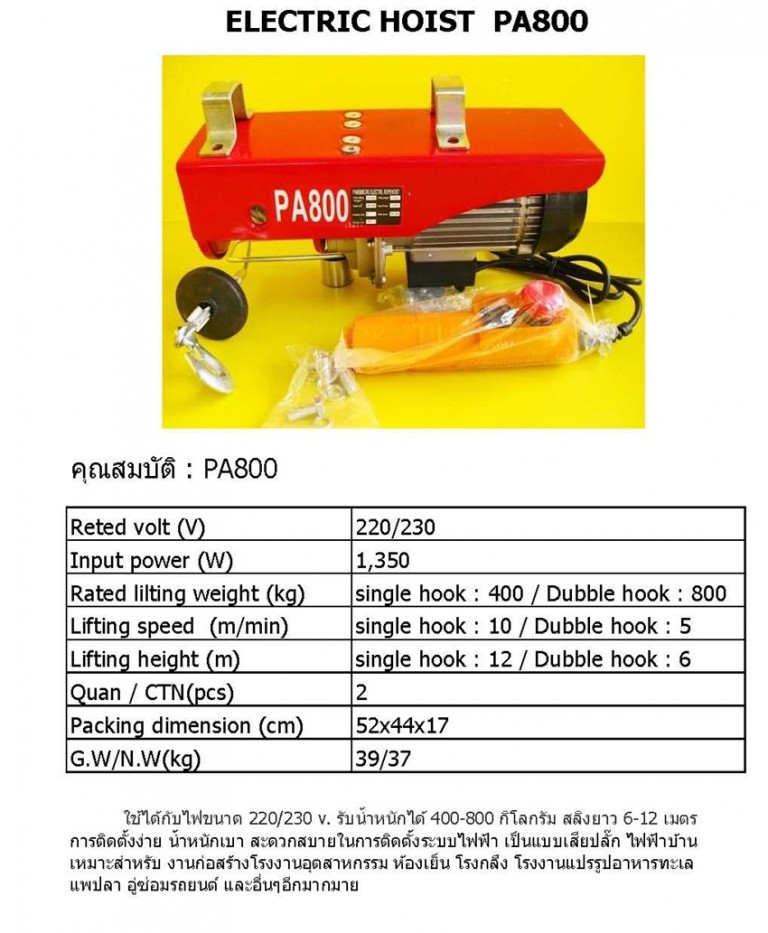 ELECTRIC HOIST PA800
PA800
คุณสมบัติ : PA800
Reted volt (V) 220/230
Input power (W) 1,350
Rated lilting weight (kg) single hook : 400 / Dubble hook : 800
Lifting speed (m/min) single hook : 10 / Dubble hook : 5
Lifting height (m) single hook : 12 / Dubble hook : 6
Quan / CTN(pcs) 2
Packing dimension (cm) 52x44x17
G.W/N.W(kg) 39/37
ใช้ได้กับไฟขนาด 220/230 v. รับน้ำหนักได้ 400-800 กิโลกรัม สลิงยาว 6-12 เมตร
การติดตั้งง่าย น้ำหนักเบา สะดวกสบายในการติดตั้งระบบไฟฟ้า เป็นแบบเสียปลั๊ก ไฟฟ้าบ้าน
เหมาะสำหรับ งานก่อสร้างโรงงานอุตสาหกรรม ห้องเย็น โรงกลึง โรงงานแปรรูปอาหารทะเล
แพปลา อู่ซ่อมรถยนต์ และอื่นๆอีกมากมาย